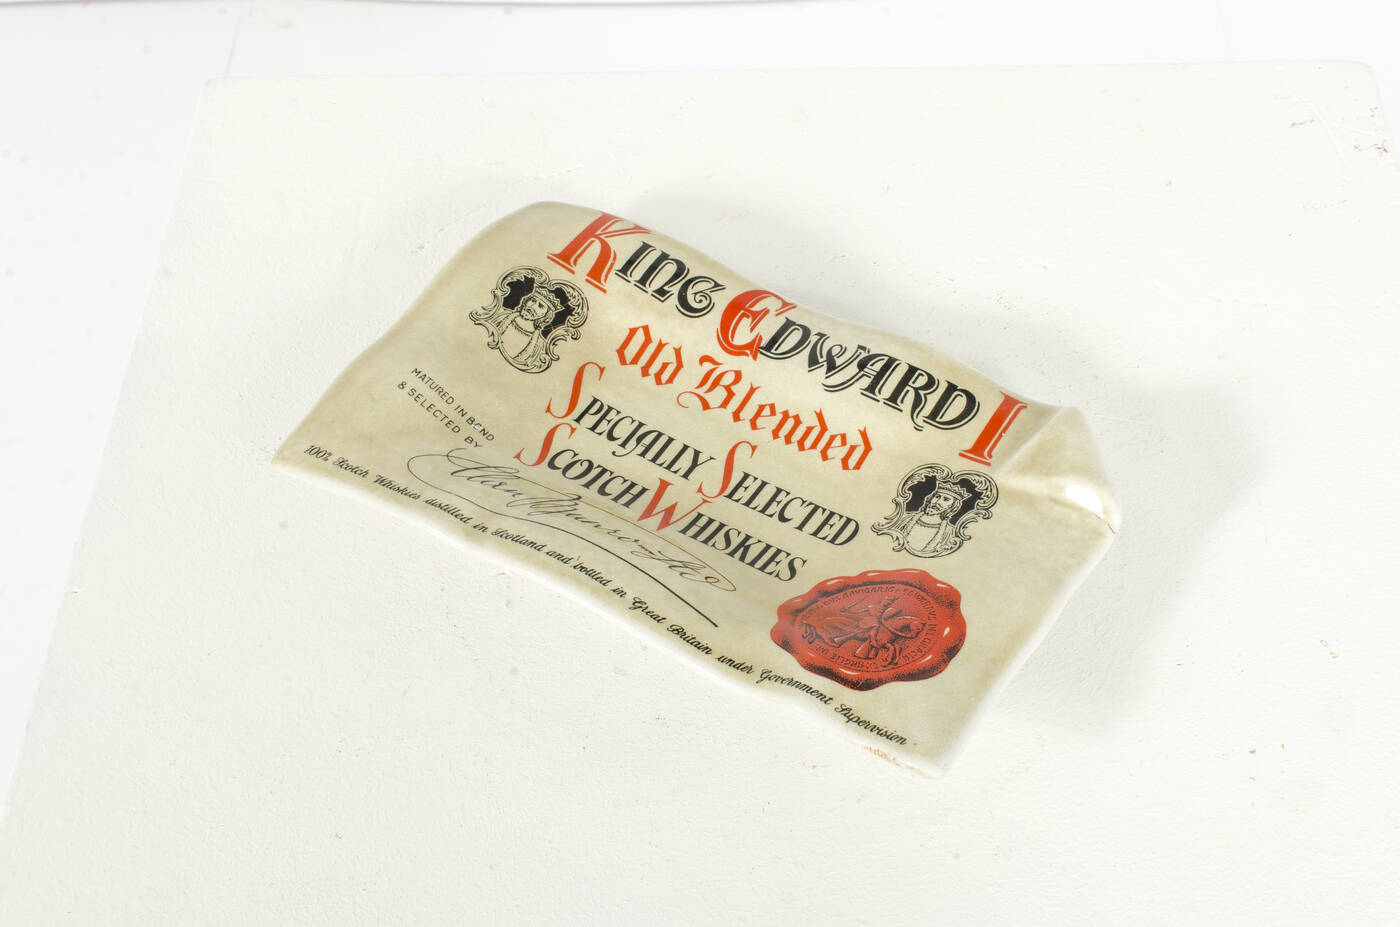 KING EDWARD I
Old Blended
SPECIALLY SELECTED
SCOTCH WHISKIES
MATURED IN BOND
& SELECTED BY
100% Scotch Whiskies distilled in Scotland and bottled in Great Britain under Government Supervision